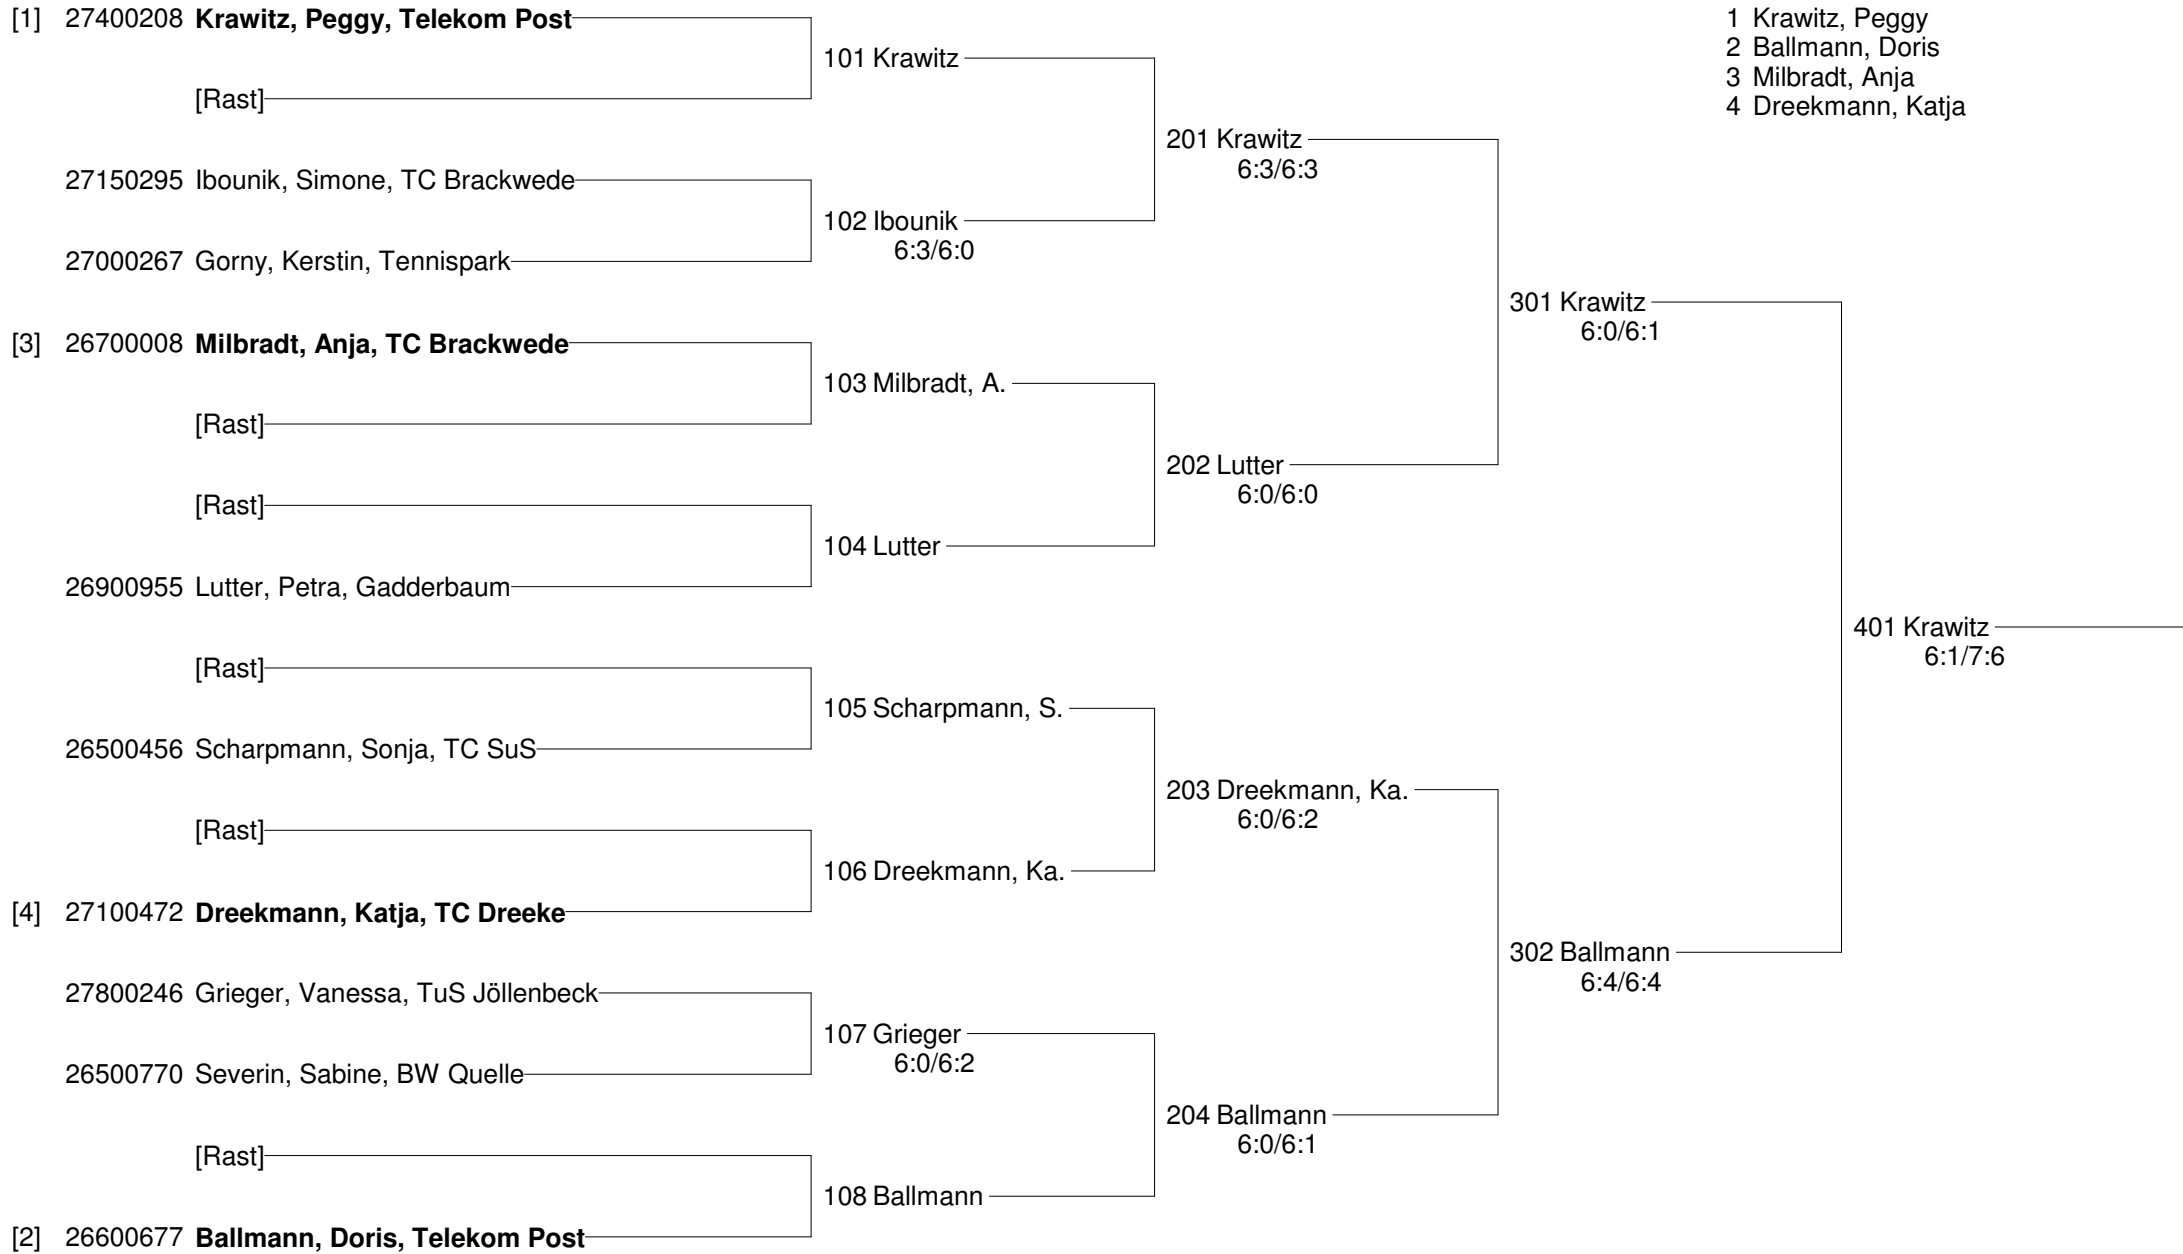 [1] 27400208 Krawitz, Peggy, Telekom Post
[Rast]
27150295 Ibounik, Simone, TC Brackwede
27000267 Gorny, Kerstin, Tennispark
[3] 26700008 Milbradt, Anja, TC Brackwede
[Rast]
[Rast]
26900955 Lutter, Petra, Gadderbaum
[Rast]
26500456 Scharpmann, Sonja, TC SuS
[Rast]
[4] 27100472 Dreekmann, Katja, TC Dreeke
27800246 Grieger, Vanessa, TuS Jöllenbeck
26500770 Severin, Sabine, BW Quelle
[Rast]
[2] 26600677 Ballmann, Doris, Telekom Post
101 Krawitz
102 Ibounik
6:3/6:0
103 Milbradt, A.
104 Lutter
105 Scharpmann, S.
106 Dreekmann, Ka.
107 Grieger
6:0/6:2
108 Ballmann
201 Krawitz
6:3/6:3
202 Lutter
6:0/6:0
203 Dreekmann, Ka.
6:0/6:2
204 Ballmann
6:0/6:1
301 Krawitz
6:0/6:1
302 Ballmann
6:4/6:4
401 Krawitz
6:1/7:6
1 Krawitz, Peggy
2 Ballmann, Doris
3 Milbradt, Anja
4 Dreekmann, Katja